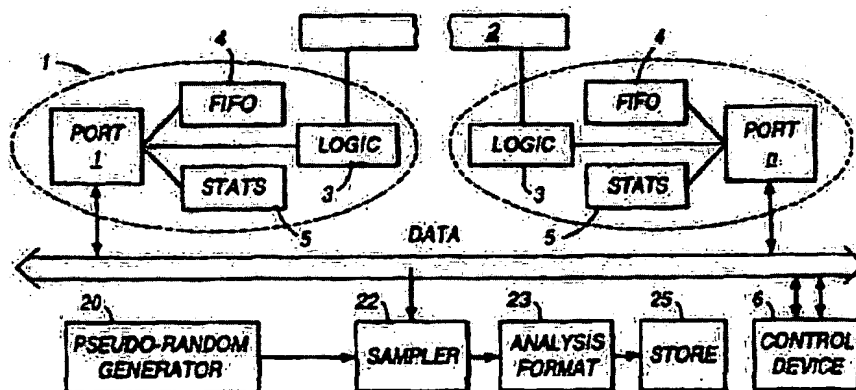 4
2
4
1
FIFO
FIFO
PORT
1
PORT
n
LOGIC
LOGIC
STATS
3
3
STATS
5
5
DATA
20
22
23
25
6
PSEUDO-RANDOM
GENERATOR
SAMPLER
ANALYSIS
FORMAT
STORE
CONTROL
DEVICE